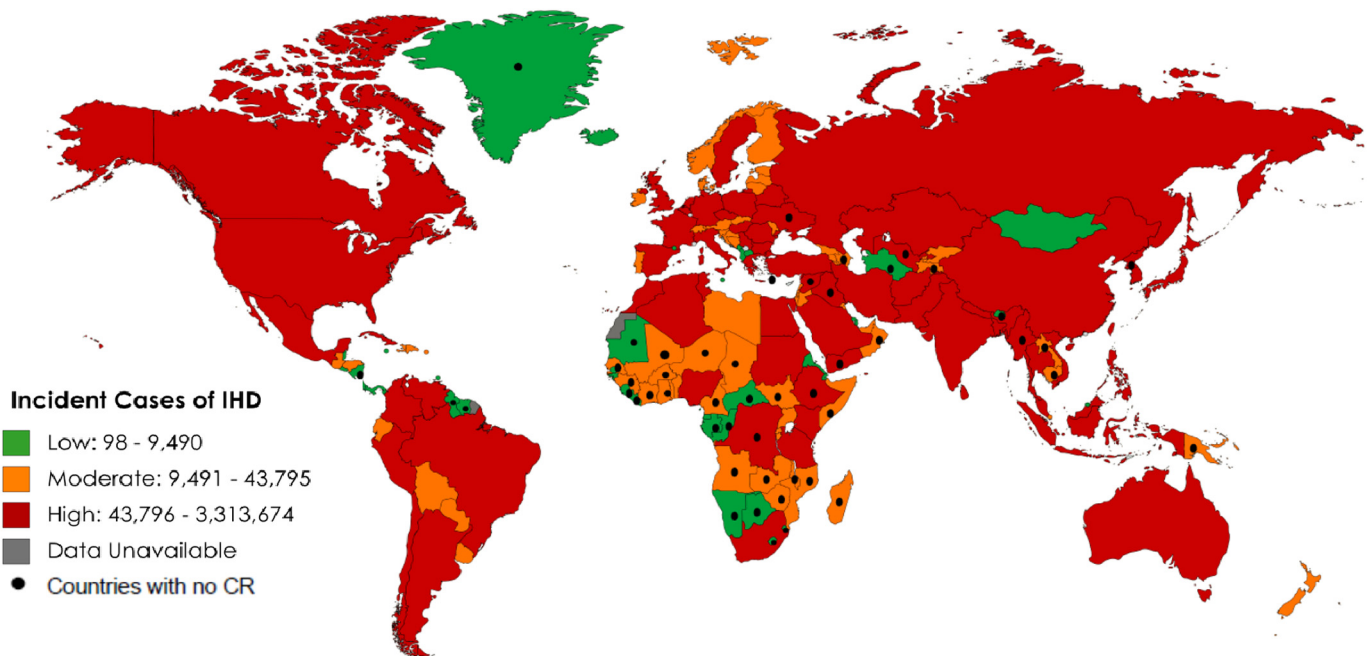 Incident Cases of IHD
Low: 98 - 9,490
Moderate: 9,491 - 43,795
High: 43,796 - 3,313,674
Data Unavailable
Countries with no CR